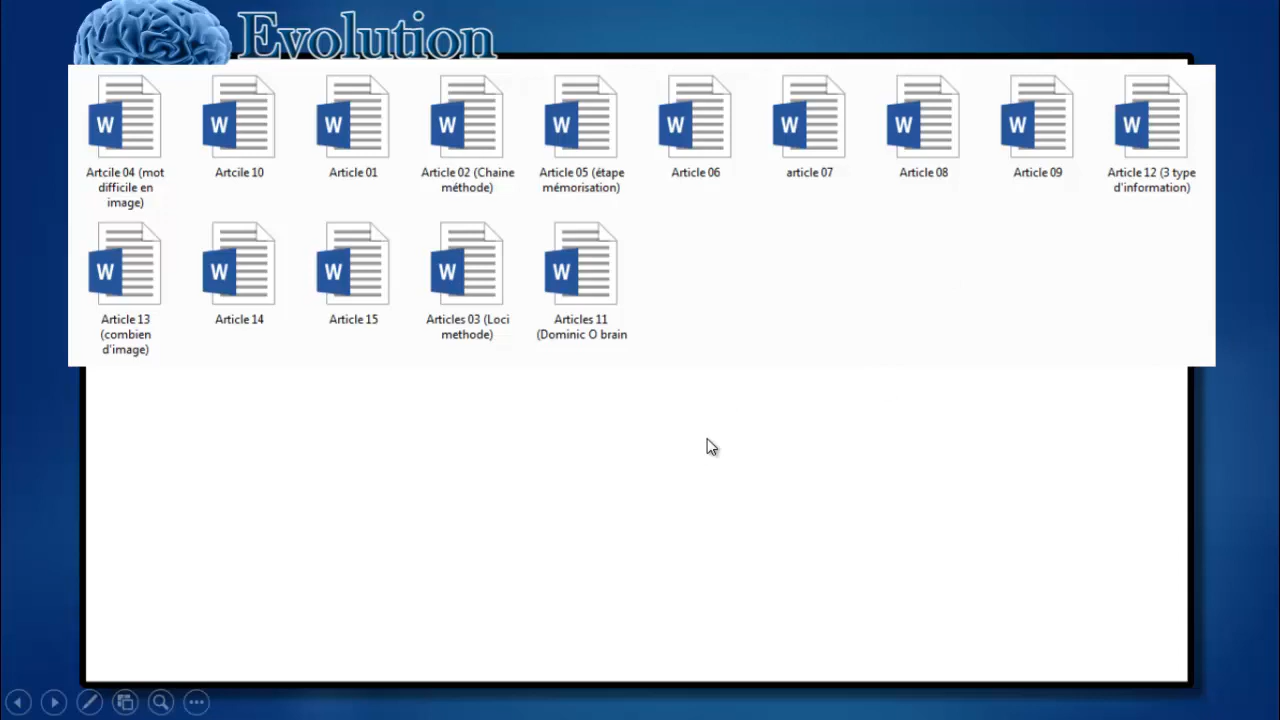 Evolution
Artcile 04 (mot
difficile en
image)
Artcile 10
Article 01
Article 02 (Chaine
méthode)
Article 05 (étape
mémorisation)
Article 06
article 07
Article 08
Article 09
Article 12 (3 type
d'information)
Article 13
(combien
d'image)
Article 14
Article 15
Articles 03 (Loci
methode)
Articles 11
(Dominic O brain